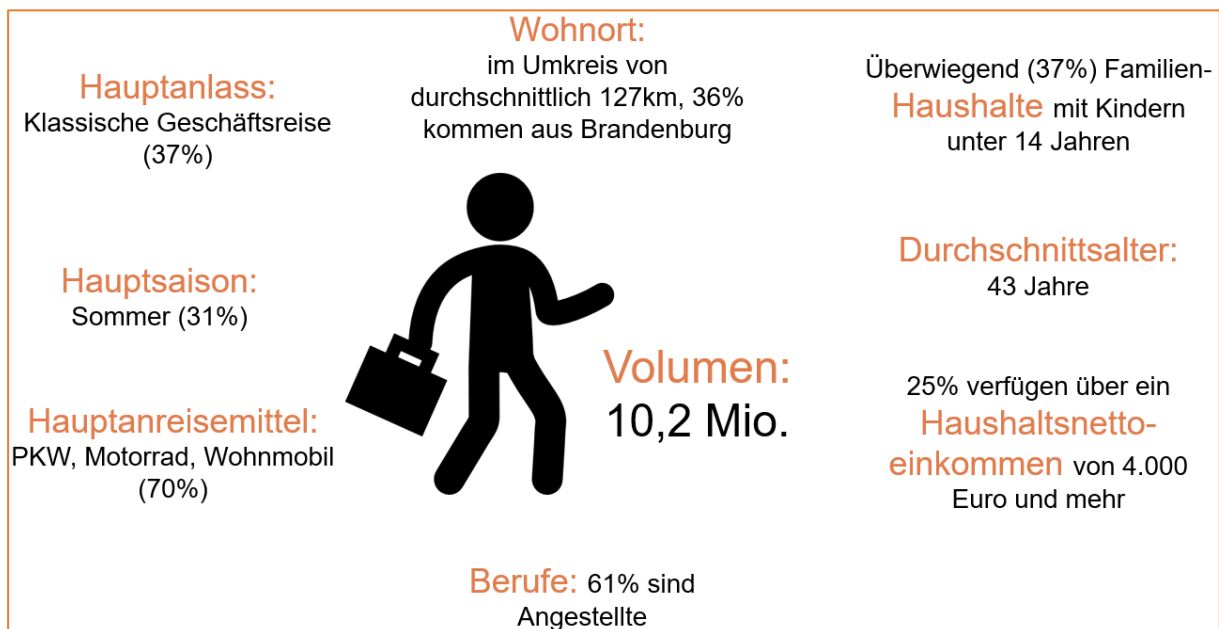 Wohnort:
im Umkreis von
durchschnittlich 127km, 36%
kommen aus Brandenburg
Hauptanlass:
Klassische Geschäftsreise
(37%)
Überwiegend (37%) Familien-
Haushalte mit Kindern
unter 14 Jahren
Hauptsaison:
Sommer (31%)
Durchschnittsalter:
43 Jahre
Volumen:
10,2 Mio.
Hauptanreisemittel:
PKW, Motorrad, Wohnmobil
(70%)
25% verfügen über ein
Haushaltsnetto-
einkommen von 4.000
Euro und mehr
Berufe: 61% sind
Angestellte